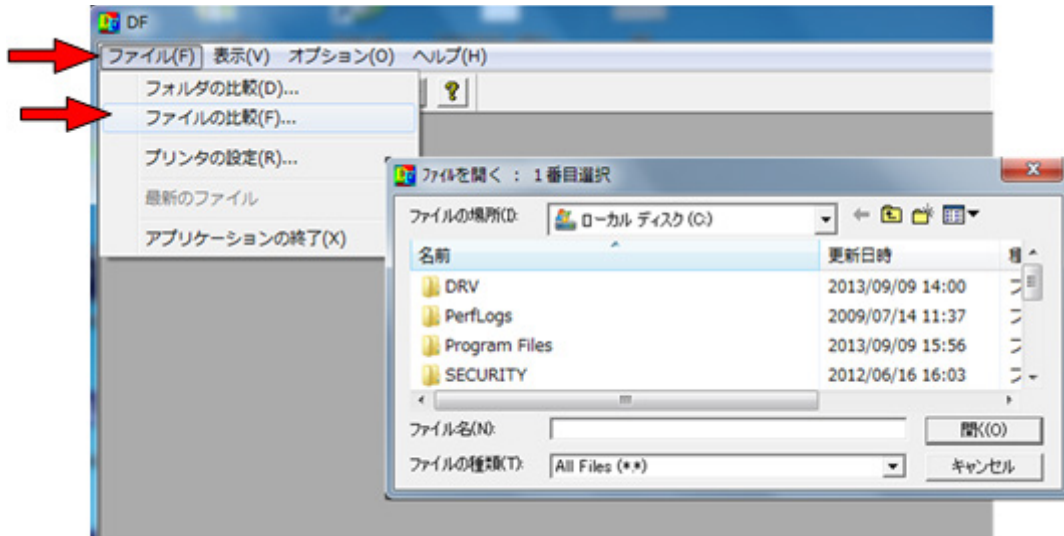 DF
ファイル(F) 表示(V) オプション(O) ヘルプ(H)
フォルダの比較(D)...
ファイルの比較(F)...
プリンタの設定(R)...
最新のファイル
アプリケーションの終了(X)
ファイルを開く : 1番目選択
ファイルの場所(I): ローカル ディスク (C:)
名前 更新日時 種
DRV 2013/09/09 14:00 フ
PerfLogs 2009/07/14 11:37 フ
Program Files 2013/09/09 15:56 フ
SECURITY 2012/06/16 16:03 フ
ファイル名(N): 開く(O)
ファイルの種類(T): All Files (*.*) キャンセル